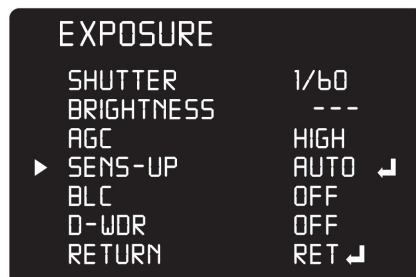 EXPOSURE
SHUTTER 1/60
BRIGHTNESS ---
AGC HIGH
► SENS-UP AUTO ↲
BLC OFF
D-WDR OFF
RETURN RET ↲